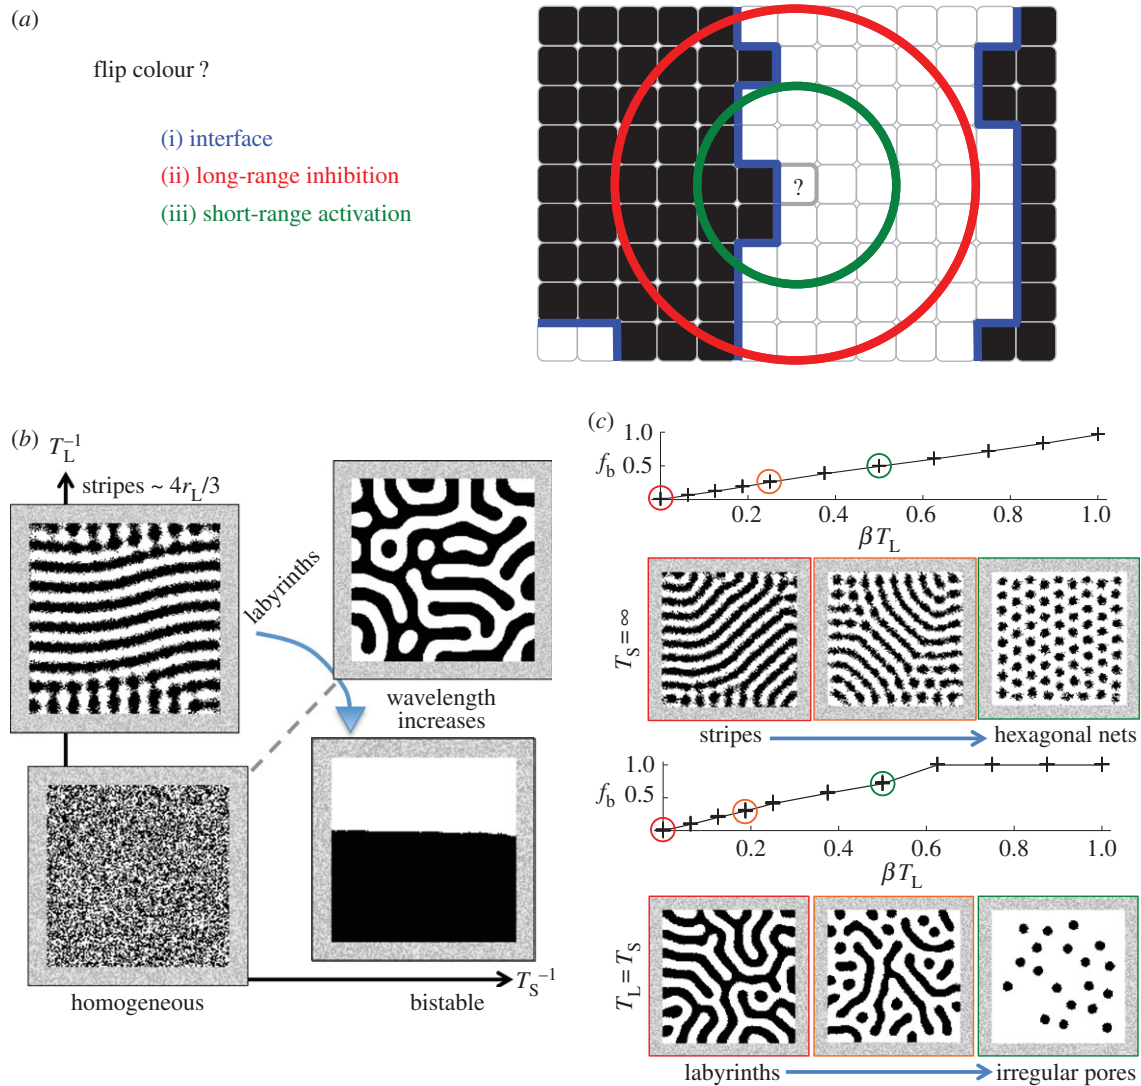 (a)
flip colour ?
(i) interface
(ii) long-range inhibition
(iii) short-range activation
?
(b)
T_L^-1
stripes ~ 4r_L/3
labyrinths
wavelength
increases
homogeneous
bistable
T_S^-1
(c)
1.0
f_b 0.5
0.2 0.4 0.6 0.8 1.0
βT_L
T_S = ∞
stripes
hexagonal nets
1.0
f_b 0.5
0.2 0.4 0.6 0.8 1.0
βT_L
T_L = T_S
labyrinths
irregular pores